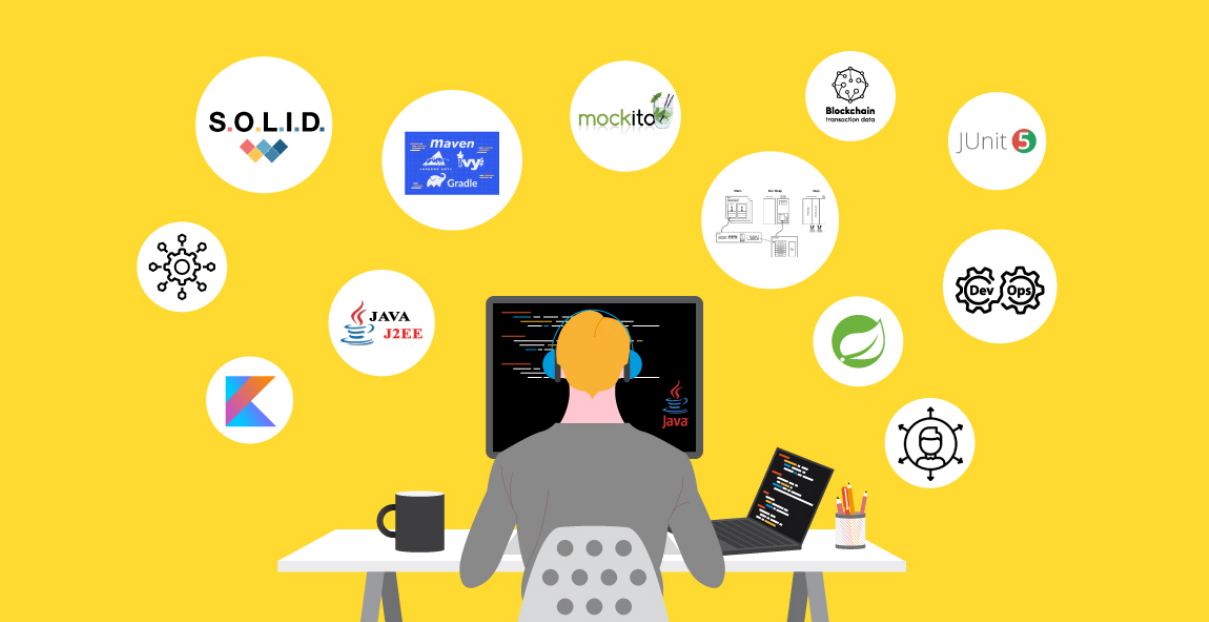 S.O.L.I.D.
maven
ivy
Gradle
mockito
Blockchain
transaction data
JUnit 5
Dev Ops
JAVA
J2EE
Java